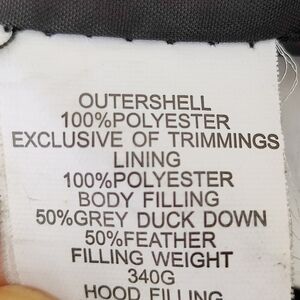 OUTERSHELL
100%POLYESTER
EXCLUSIVE OF TRIMMINGS
LINING
100%POLYESTER
BODY FILLING
50%GREY DUCK DOWN
50%FEATHER
FILLING WEIGHT
340G
HOOD FILLING